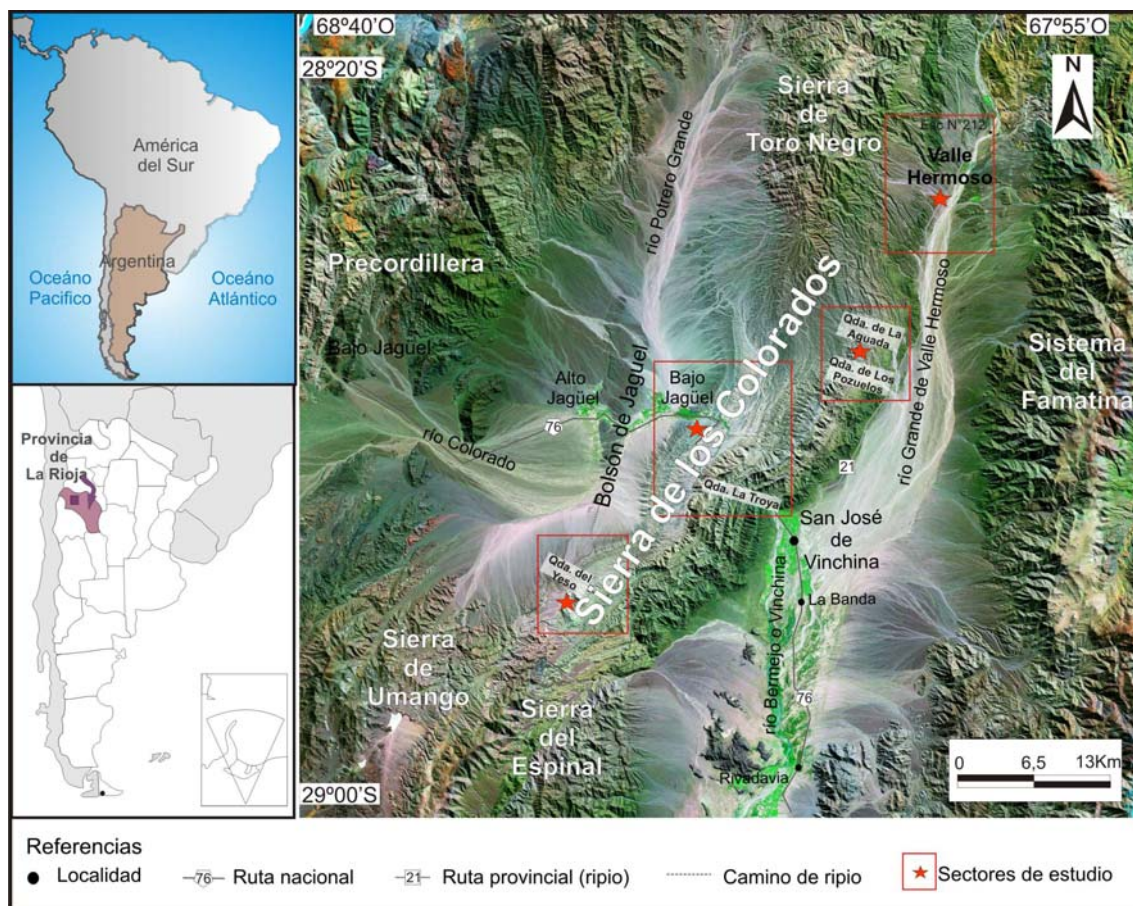 América
del Sur
Argentina
Oceáno
Pacifico
Oceáno
Atlántico
Provincia
de
La Rioja
68º40'O
67º55'O
28º20'S
29º00'S
N
Sierra
de
Toro Negro
río Potrero Grande
Valle
Hermoso
Precordillera
Sierra de los Colorados
Qda. de La
Aguada
Qda. de Los
Pozuelos
río Grande de Valle Hermoso
Sistema
del
Famatina
Bajo Jagüel
Alto
Jagüel
Bajo
Jagüel
76
río Colorado
Bolsón de Jaguel
21
Qda. La Troya
San José
de
Vinchina
La Banda
Qda. del
Yeso
río Bermejo o Vinchina
Sierra
de
Umango
Sierra
del
Espinal
76
Rivadavia
0 6,5 13Km
Referencias
Localidad
76 Ruta nacional
21 Ruta provincial (ripio)
Camino de ripio
Sectores de estudio